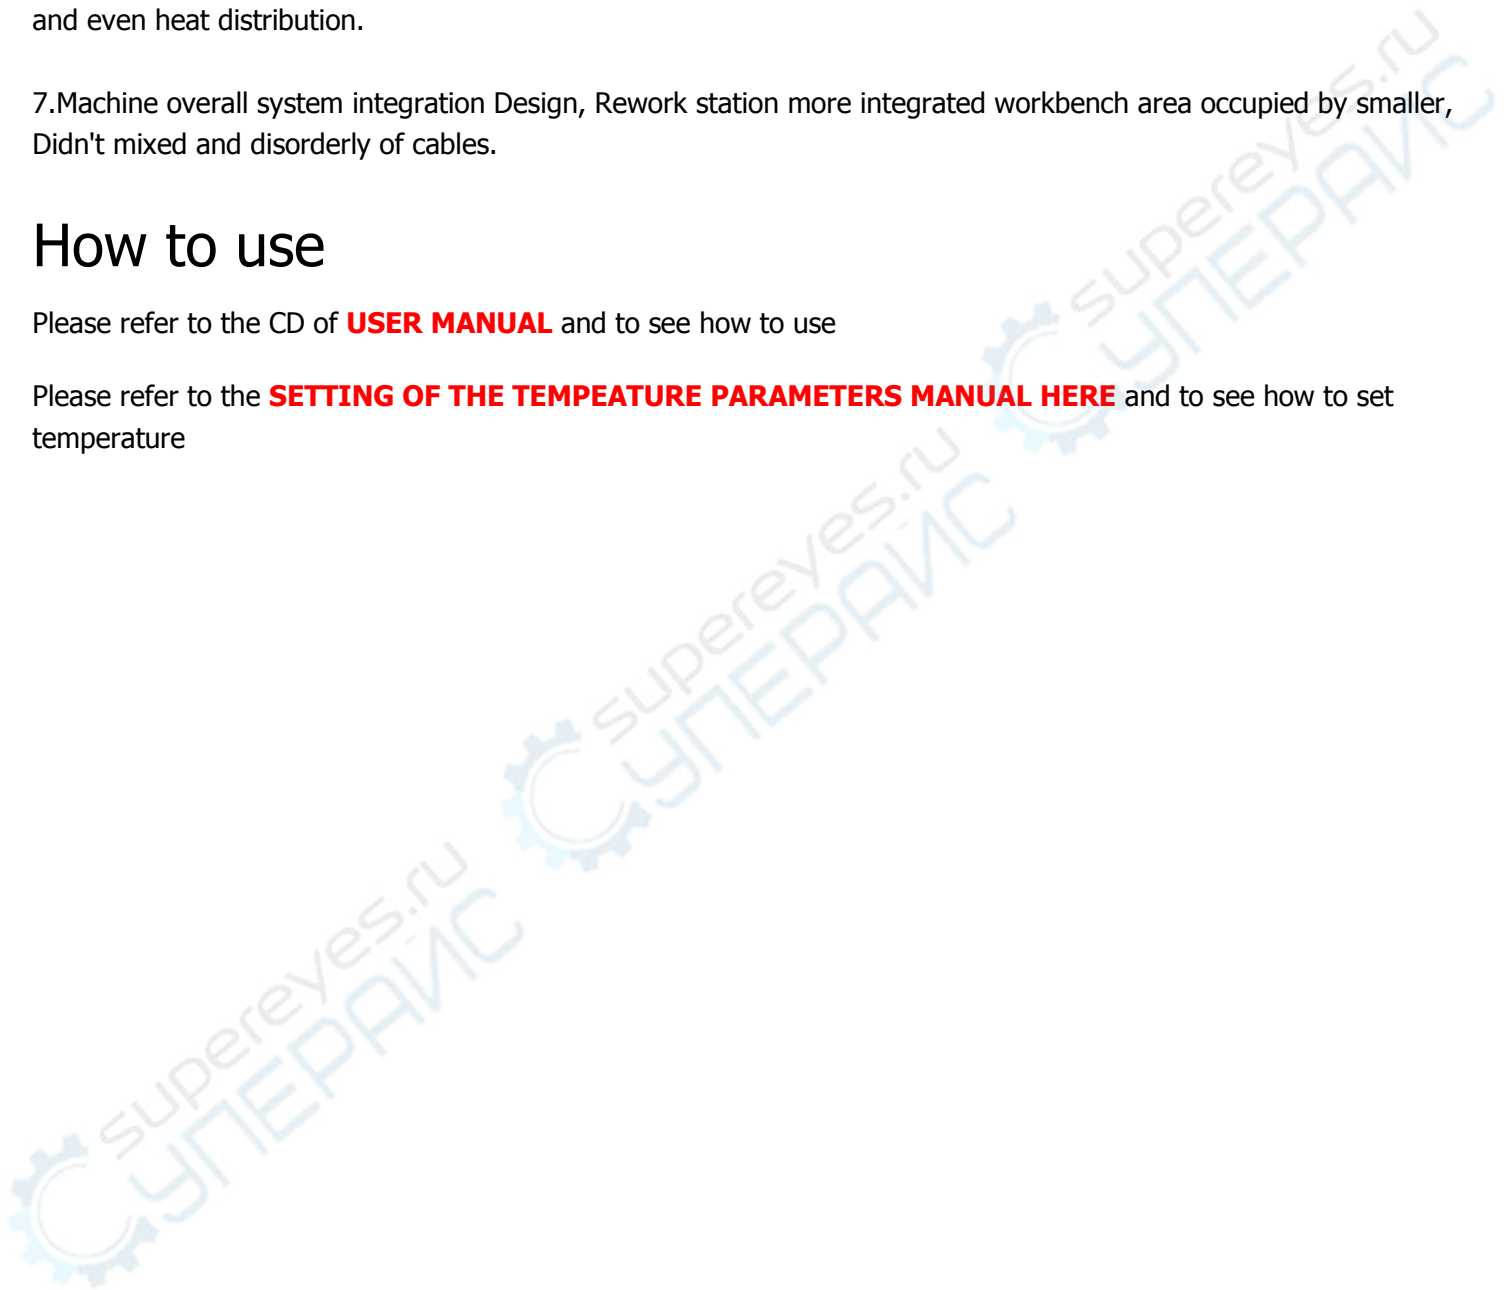 and even heat distribution.
7.Machine overall system integration Design, Rework station more integrated workbench area occupied by smaller,
Didn't mixed and disorderly of cables.
How to use
Please refer to the CD of USER MANUAL and to see how to use
Please refer to the SETTING OF THE TEMPEATURE PARAMETERS MANUAL HERE and to see how to set
temperature
supereyes.ru
СУПЕРАЙС
supereyes.ru
СУПЕРАЙС
supereyes.ru
СУПЕРАЙС